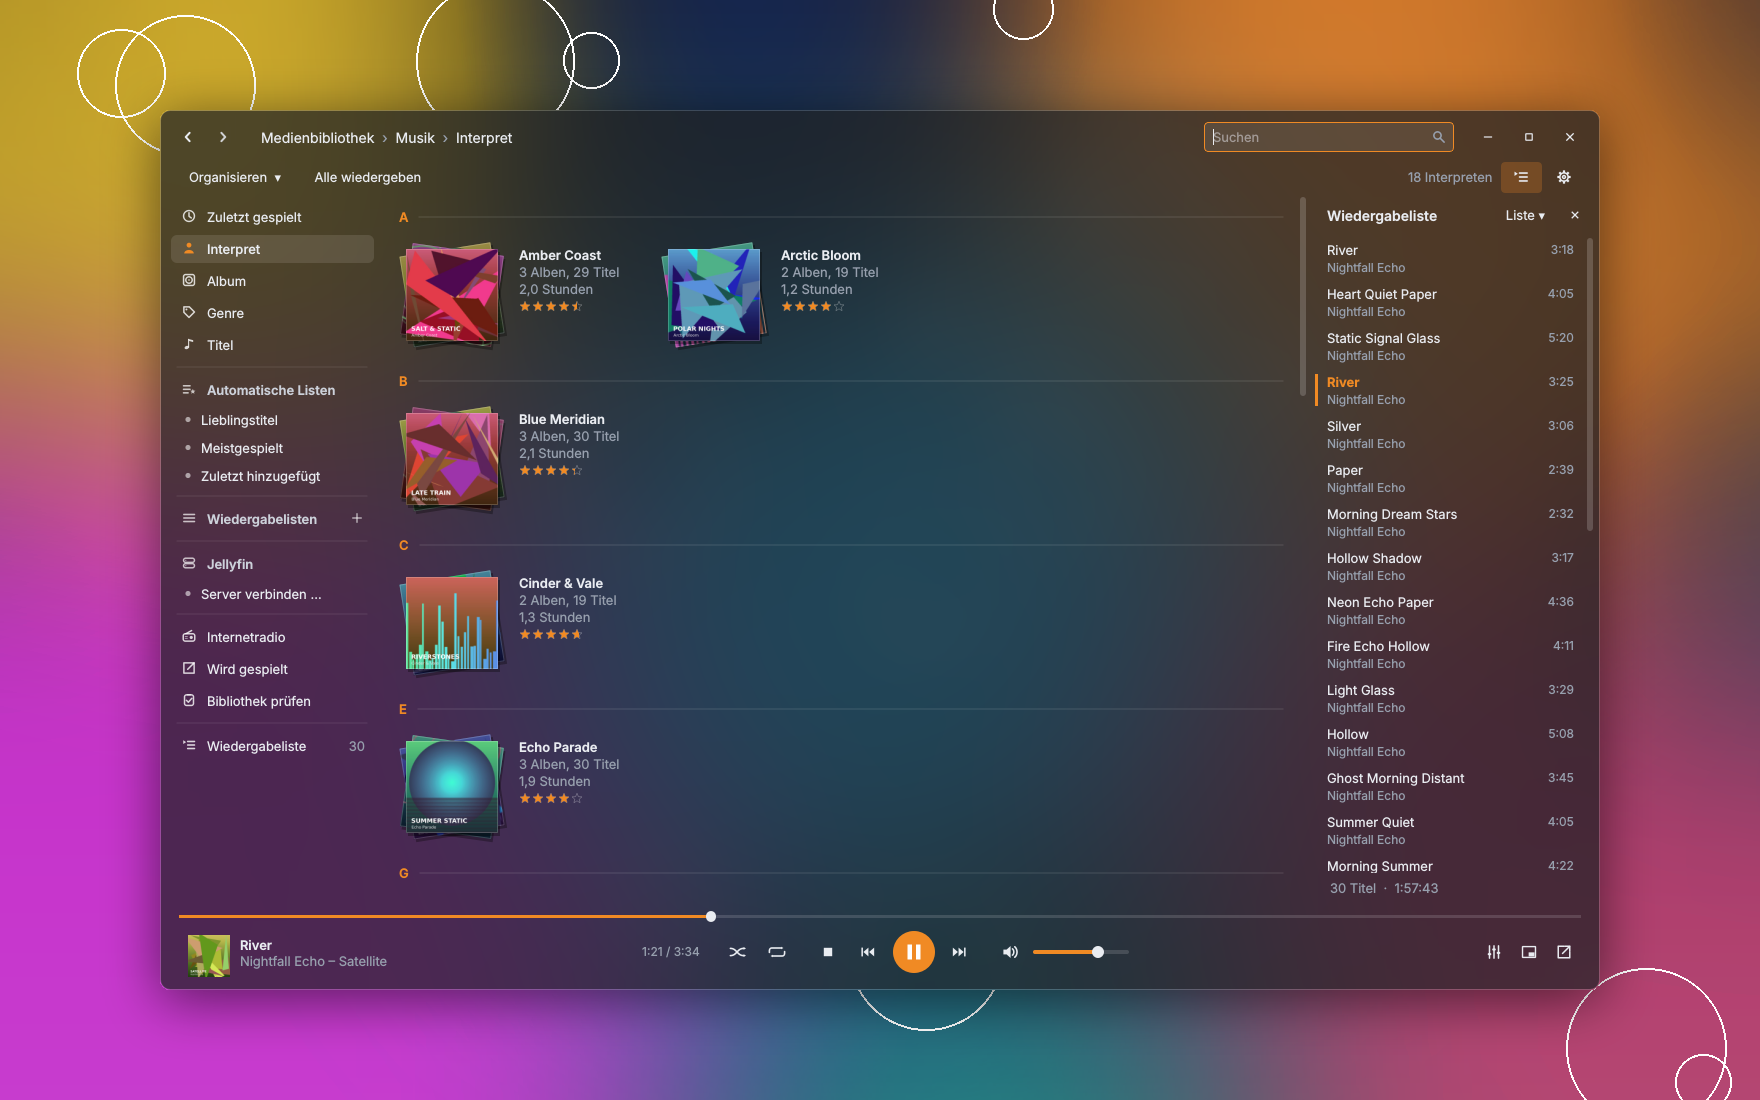 Medienbibliothek › Musik › Interpret
Suchen
Organisieren ▾
Alle wiedergeben
18 Interpreten
Zuletzt gespielt
Interpret
Album
Genre
Titel
Automatische Listen
Lieblingstitel
Meistgespielt
Zuletzt hinzugefügt
Wiedergabelisten +
Jellyfin
Server verbinden ...
Internetradio
Wird gespielt
Bibliothek prüfen
Wiedergabeliste 30
A
SALT & STATIC
Amber Coast
Amber Coast
3 Alben, 29 Titel
2,0 Stunden
POLAR NIGHTS
Arctic Bloom
Arctic Bloom
2 Alben, 19 Titel
1,2 Stunden
B
LATE TRAIN
Blue Meridian
Blue Meridian
3 Alben, 30 Titel
2,1 Stunden
C
RIVERSTONES
Cinder & Vale
2 Alben, 19 Titel
1,3 Stunden
E
SUMMER STATIC
Echo Parade
Echo Parade
3 Alben, 30 Titel
1,9 Stunden
G
Wiedergabeliste
Liste ▾
River 3:18
Nightfall Echo
Heart Quiet Paper 4:05
Nightfall Echo
Static Signal Glass 5:20
Nightfall Echo
River 3:25
Nightfall Echo
Silver 3:06
Nightfall Echo
Paper 2:39
Nightfall Echo
Morning Dream Stars 2:32
Nightfall Echo
Hollow Shadow 3:17
Nightfall Echo
Neon Echo Paper 4:36
Nightfall Echo
Fire Echo Hollow 4:11
Nightfall Echo
Light Glass 3:29
Nightfall Echo
Hollow 5:08
Nightfall Echo
Ghost Morning Distant 3:45
Nightfall Echo
Summer Quiet 4:05
Nightfall Echo
Morning Summer 4:22
30 Titel · 1:57:43
River
Nightfall Echo – Satellite
1:21 / 3:34